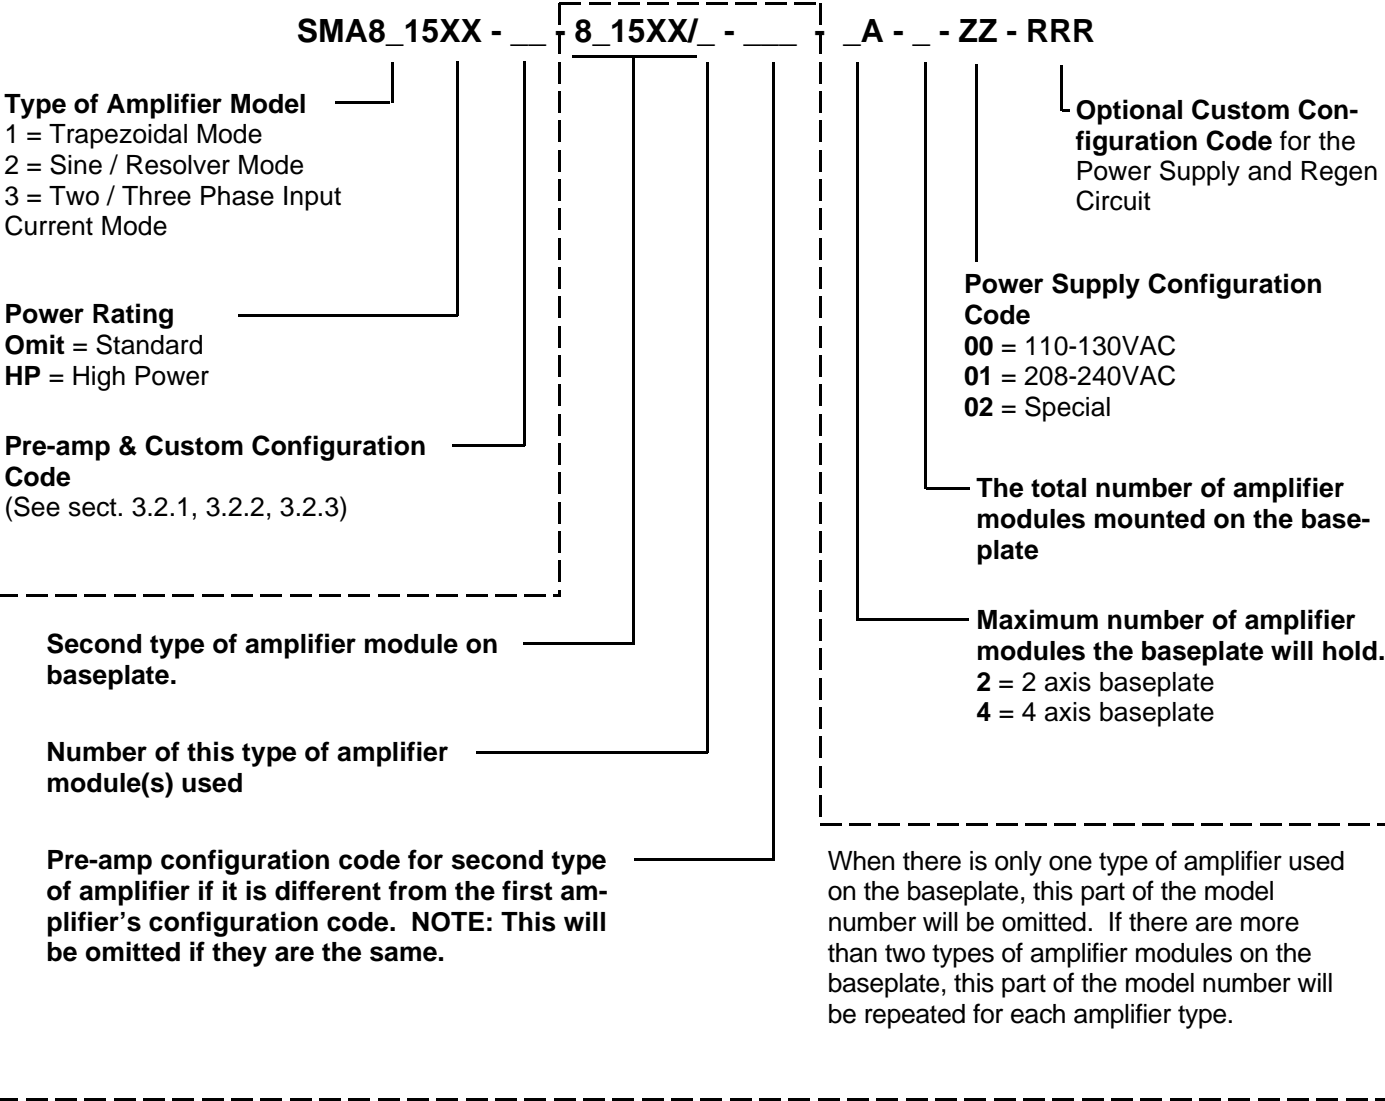 SMA8_15XX - __ - 8_15XX/_ - ___ - _A - _ - ZZ - RRR
Type of Amplifier Model
1 = Trapezoidal Mode
2 = Sine / Resolver Mode
3 = Two / Three Phase Input
Current Mode
Power Rating
Omit = Standard
HP = High Power
Pre-amp & Custom Configuration
Code
(See sect. 3.2.1, 3.2.2, 3.2.3)
Second type of amplifier module on
baseplate.
Number of this type of amplifier
module(s) used
Pre-amp configuration code for second type
of amplifier if it is different from the first am-
plifier's configuration code.  NOTE: This will
be omitted if they are the same.
Optional Custom Con-
figuration Code for the
Power Supply and Regen
Circuit
Power Supply Configuration
Code
00 = 110-130VAC
01 = 208-240VAC
02 = Special
The total number of amplifier
modules mounted on the base-
plate
Maximum number of amplifier
modules the baseplate will hold.
2 = 2 axis baseplate
4 = 4 axis baseplate
When there is only one type of amplifier used
on the baseplate, this part of the model
number will be omitted.  If there are more
than two types of amplifier modules on the
baseplate, this part of the model number will
be repeated for each amplifier type.